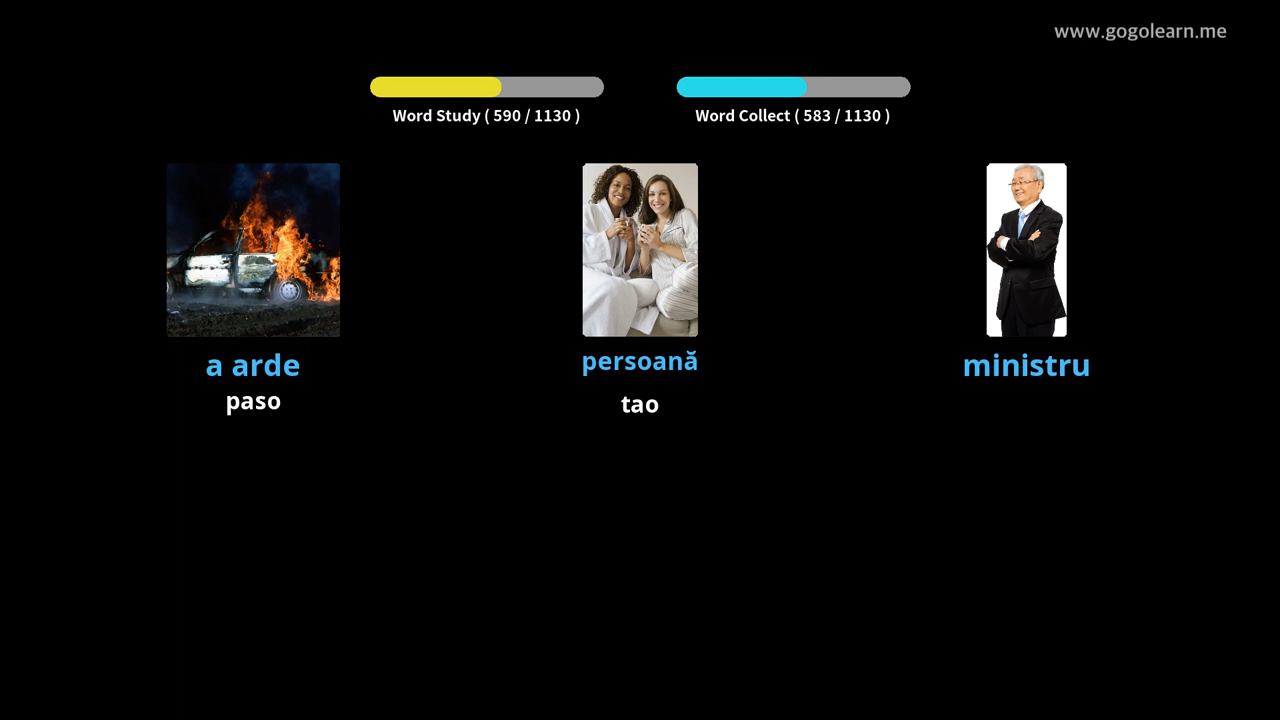 www.gogolearn.me
Word Study ( 590 / 1130 )
Word Collect ( 583 / 1130 )
a arde
paso
persoană
tao
ministru